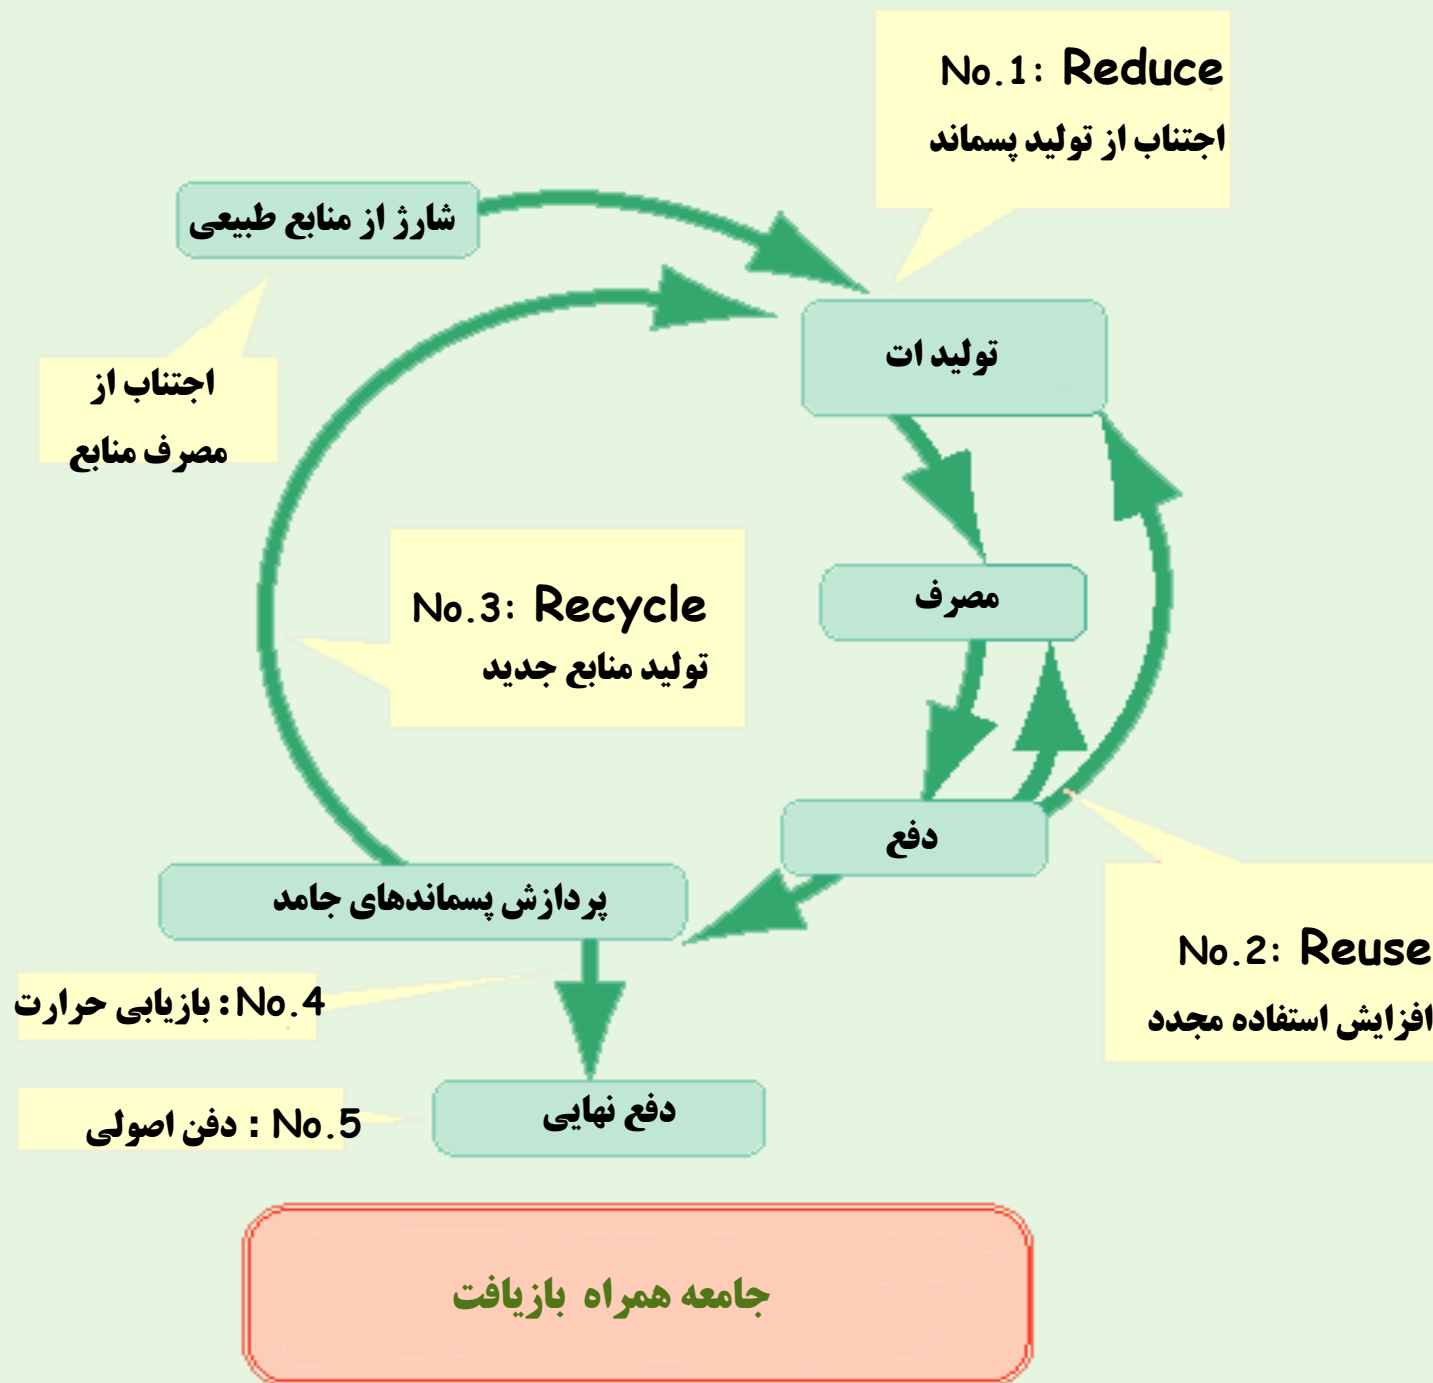 No.1: Reduce
اجتناب از تولید پسماند
شارژ از منابع طبیعی
تولید ات
اجتناب از
مصرف منابع
No.3: Recycle
تولید منابع جدید
مصرف
دفع
پردازش پسماندهای جامد
No.2: Reuse
افزایش استفاده مجدد
No.4: بازیابی حرارت
دفع نهایی
No.5 : دفن اصولی
جامعه همراه بازیافت